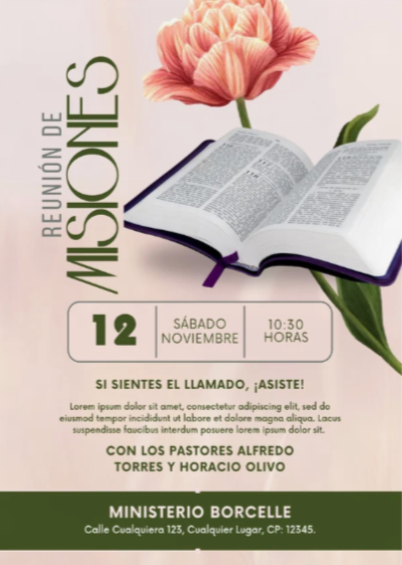 REUNIÓN DE
MISIONES
12
SÁBADO
NOVIEMBRE
10:30
HORAS
SI SIENTES EL LLAMADO, ¡ASISTE!
Lorem ipsum dolor sit amet, consectetur adipiscing elit, sed do
eiusmod tempor incididunt ut labore et dolore magna aliqua. Lacus
suspendisse faucibus interdum posuere lorem ipsum dolor sit.
CON LOS PASTORES ALFREDO
TORRES Y HORACIO OLIVO
MINISTERIO BORCELLE
Calle Cualquiera 123, Cualquier Lugar, CP: 12345.